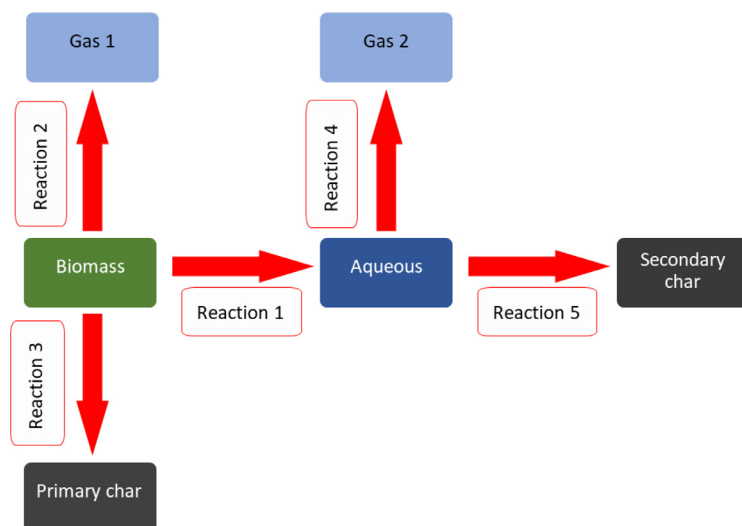 Gas 1
Gas 2
Reaction 2
Reaction 4
Biomass
Aqueous
Secondary
char
Reaction 1
Reaction 5
Reaction 3
Primary char